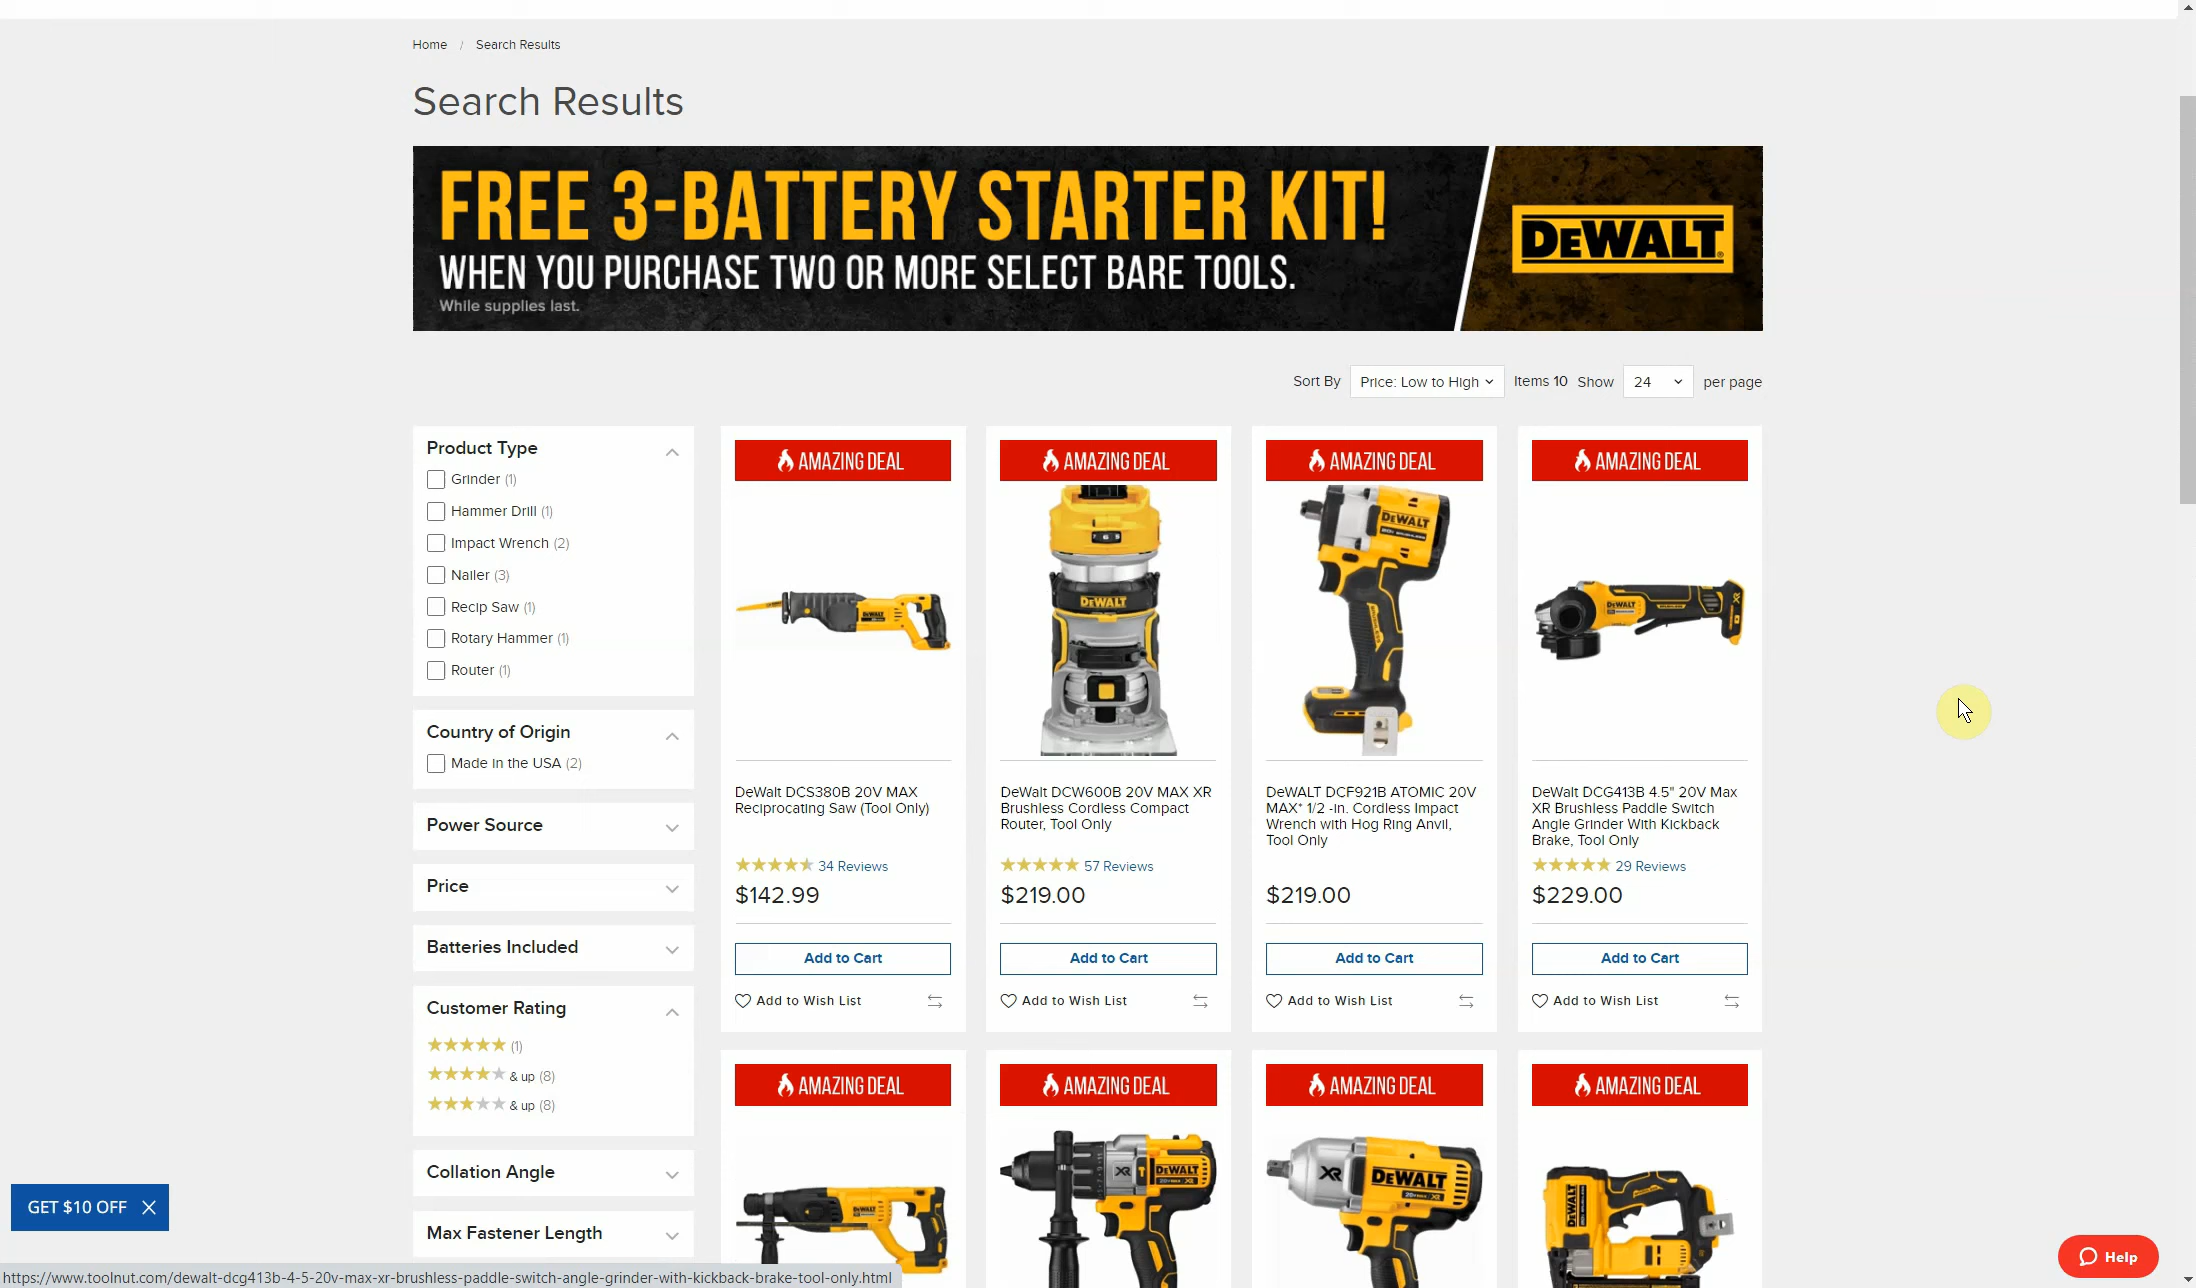 Home / Search Results
Search Results
FREE 3-BATTERY STARTER KIT!
WHEN YOU PURCHASE TWO OR MORE SELECT BARE TOOLS.
While supplies last.
DEWALT
Sort By Price: Low to High Items 10 Show 24 per page
Product Type
Grinder (1)
Hammer Drill (1)
Impact Wrench (2)
Nailer (3)
Recip Saw (1)
Rotary Hammer (1)
Router (1)
Country of Origin
Made in the USA (2)
Power Source
Price
Batteries Included
Customer Rating
(1)
& up (8)
& up (8)
Collation Angle
Max Fastener Length
AMAZING DEAL
DEWALT
DeWalt DCS380B 20V MAX
Reciprocating Saw (Tool Only)
34 Reviews
$142.99
Add to Cart
Add to Wish List
AMAZING DEAL
DEWALT
DeWalt DCW600B 20V MAX XR
Brushless Cordless Compact
Router, Tool Only
57 Reviews
$219.00
Add to Cart
Add to Wish List
AMAZING DEAL
DEWALT
DeWALT DCF921B ATOMIC 20V
MAX* 1/2 -in. Cordless Impact
Wrench with Hog Ring Anvil,
Tool Only
$219.00
Add to Cart
Add to Wish List
AMAZING DEAL
DEWALT
XR
DeWalt DCG413B 4.5" 20V Max
XR Brushless Paddle Switch
Angle Grinder With Kickback
Brake, Tool Only
29 Reviews
$229.00
Add to Cart
Add to Wish List
AMAZING DEAL
AMAZING DEAL
XR
DEWALT
AMAZING DEAL
XR
DEWALT
AMAZING DEAL
DEWALT
GET $10 OFF
Help
https://www.toolnut.com/dewalt-dcg413b-4-5-20v-max-xr-brushless-paddle-switch-angle-grinder-with-kickback-brake-tool-only.html